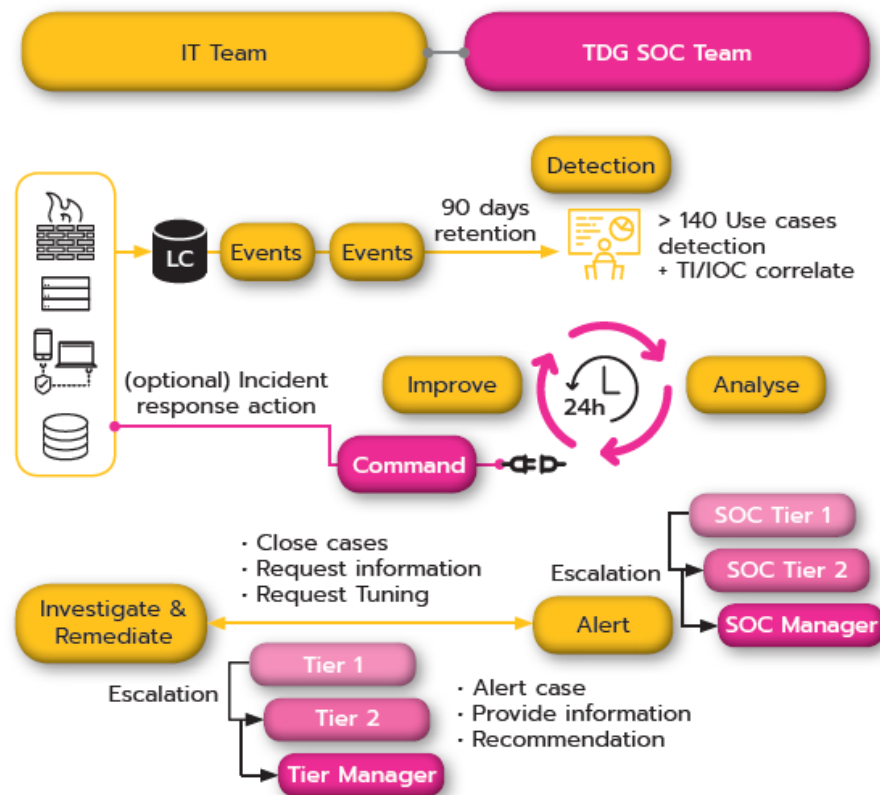 IT Team
TDG SOC Team
Detection
90 days
retention
> 140 Use cases
detection
+ TI/IOC correlate
LC
Events
Events
(optional) Incident
response action
Improve
24h
Analyse
Command
SOC Tier 1
Escalation
SOC Tier 2
SOC Manager
· Close cases
· Request information
· Request Tuning
Investigate &
Remediate
Alert
Tier 1
Escalation
Tier 2
Tier Manager
· Alert case
· Provide information
· Recommendation